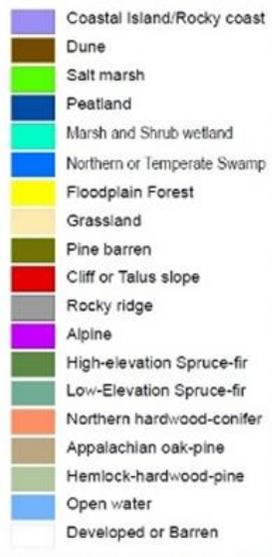 Coastal Island/Rocky coast
Dune
Salt marsh
Peatland
Marsh and Shrub wetland
Northern or Temperate Swamp
Floodplain Forest
Grassland
Pine barren
Cliff or Talus slope
Rocky ridge
Alpine
High-elevation Spruce-fir
Low-Elevation Spruce-fir
Northern hardwood-conifer
Appalachian oak-pine
Hemlock-hardwood-pine
Open water
Developed or Barren